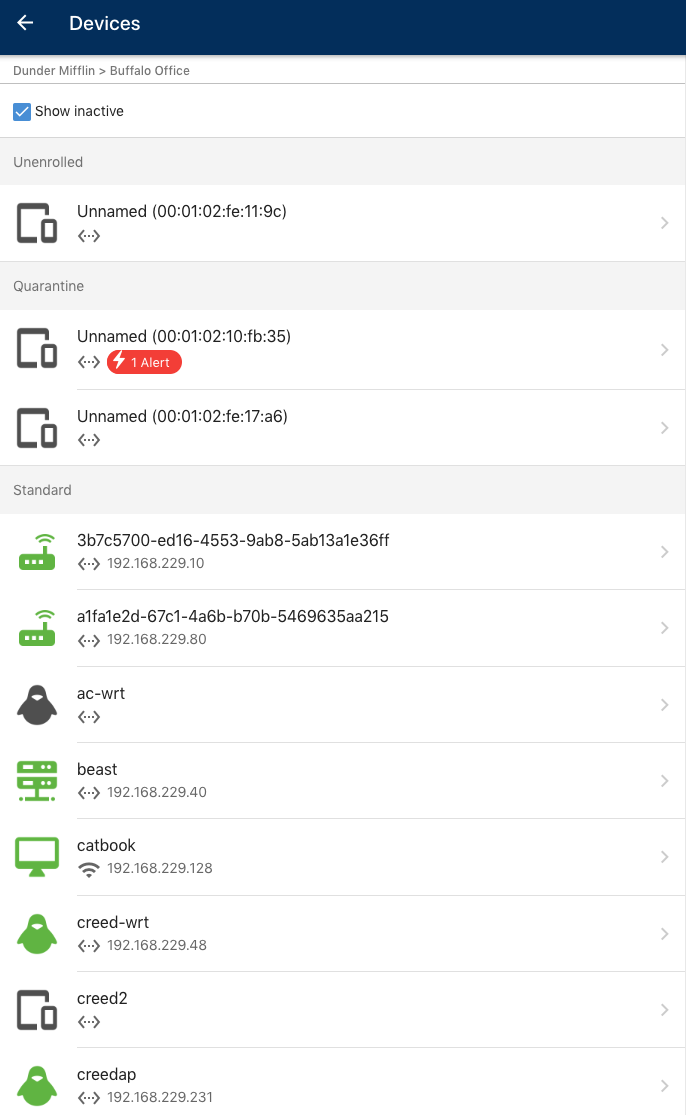 Devices
Dunder Mifflin > Buffalo Office
Show inactive
Unenrolled
Unnamed (00:01:02:fe:11:9c)
Quarantine
Unnamed (00:01:02:10:fb:35)
1 Alert
Unnamed (00:01:02:fe:17:a6)
Standard
3b7c5700-ed16-4553-9ab8-5ab13a1e36ff
192.168.229.10
a1fa1e2d-67c1-4a6b-b70b-5469635aa215
192.168.229.80
ac-wrt
beast
192.168.229.40
catbook
192.168.229.128
creed-wrt
192.168.229.48
creed2
creedap
192.168.229.231